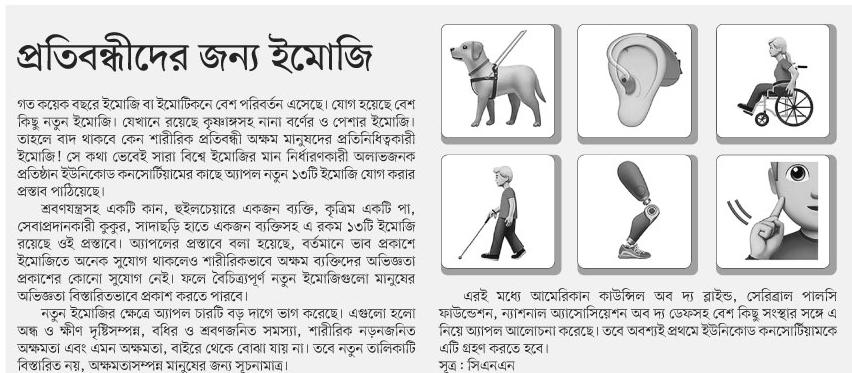 প্রতিবন্ধীদের জন্য ইমোজি
গত কয়েক বছরে ইমোজি বা ইমোটিকনে বেশ পরিবর্তন এসেছে। যোগ হয়েছে বেশ
কিছু নতুন ইমোজি। যেখানে রয়েছে কৃষ্ণাঙ্গসহ নানা বর্ণের ও পেশার ইমোজি।
তাহলে বাদ থাকবে কেন শারীরিক প্রতিবন্ধী অক্ষম মানুষদের প্রতিনিধিত্বকারী
ইমোজি! সে কথা ভেবেই সারা বিশ্বে ইমোজির মান নির্ধারণকারী অলাভজনক
প্রতিষ্ঠান ইউনিকোড কনসোর্টিয়ামের কাছে অ্যাপল নতুন ১৩টি ইমোজি যোগ করার
প্রস্তাব পাঠিয়েছে।
শ্রবণযন্ত্রসহ একটি কান, হুইলচেয়ারে একজন ব্যক্তি, কৃত্রিম একটি পা,
সেবাপ্রদানকারী কুকুর, সাদাছড়ি হাতে একজন ব্যক্তিসহ এ রকম ১৩টি ইমোজি
রয়েছে ওই প্রস্তাবে। অ্যাপলের প্রস্তাবে বলা হয়েছে, বর্তমানে ভাব প্রকাশে
ইমোজিতে অনেক সুযোগ থাকলেও শারীরিকভাবে অক্ষম ব্যক্তিদের অভিজ্ঞতা
প্রকাশের কোনো সুযোগ নেই। ফলে বৈচিত্র্যপূর্ণ নতুন ইমোজিগুলো মানুষের
অভিজ্ঞতা বিস্তারিতভাবে প্রকাশ করতে পারবে।
নতুন ইমোজির ক্ষেত্রে অ্যাপল চারটি বড় দাগে ভাগ করেছে। এগুলো হলো
অন্ধ ও ক্ষীণ দৃষ্টিসম্পন্ন, বধির ও শ্রবণজনিত সমস্যা, শারীরিক নড়নজনিত
অক্ষমতা এবং এমন অক্ষমতা, বাইরে থেকে বোঝা যায় না। তবে নতুন তালিকাটি
বিস্তারিত নয়, অক্ষমতাসম্পন্ন মানুষের জন্য সূচনামাত্র।
এরই মধ্যে আমেরিকান কাউন্সিল অব দ্য ব্লাইন্ড, সেরিব্রাল পালসি
ফাউন্ডেশন, ন্যাশনাল অ্যাসোসিয়েশন অব দ্য ডেফসহ বেশ কিছু সংস্থার সঙ্গে এ
নিয়ে অ্যাপল আলোচনা করেছে। তবে অবশ্যই প্রথমে ইউনিকোড কনসোর্টিয়ামকে
এটি গ্রহণ করতে হবে।
সূত্র : সিএনএন